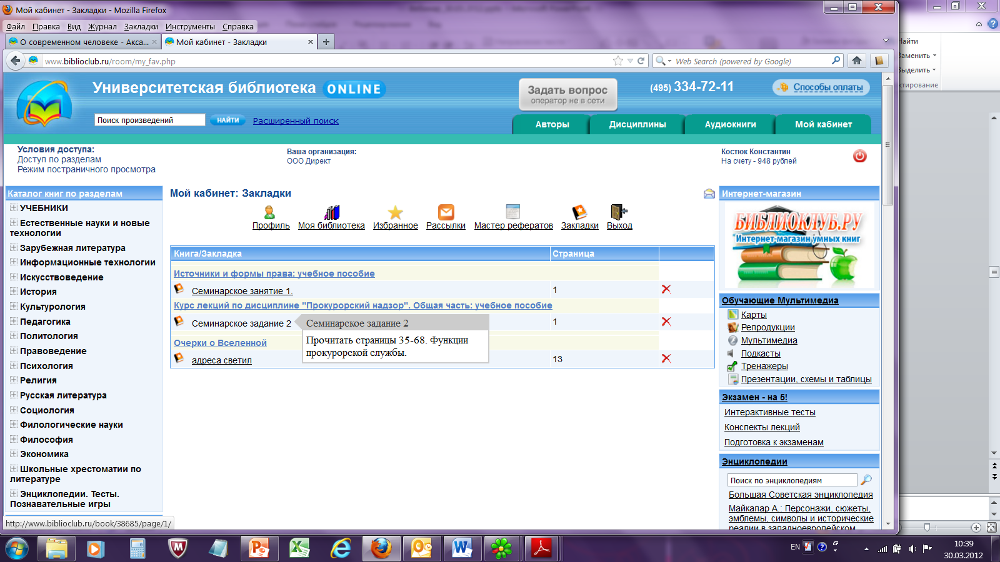 Мой кабинет - Закладки - Mozilla Firefox
Файл Правка Вид Журнал Закладки Инструменты Справка
О современном человеке - Акса...
Мой кабинет - Закладки
www.biblioclub.ru/room/my_fav.php
Web Search (powered by Google)
Университетская библиотека ONLINE
Задать вопрос
оператор не в сети
(495) 334-72-11
Способы оплаты
Поиск произведений
НАЙТИ
Расширенный поиск
Авторы
Дисциплины
Аудиокниги
Мой кабинет
Условия доступа:
Доступ по разделам
Режим постраничного просмотра
Ваша организация:
ООО Директ
Костюк Константин
На счету - 948 рублей
Каталог книг по разделам
УЧЕБНИКИ
Естественные науки и новые
технологии
Зарубежная литература
Информационные технологии
Искусствоведение
История
Культурология
Педагогика
Политология
Правоведение
Психология
Религия
Русская литература
Социология
Филологические науки
Философия
Экономика
Школьные хрестоматии по
литературе
Энциклопедии. Тесты.
Познавательные игры
http://www.biblioclub.ru/book/38685/page/1/
Мой кабинет: Закладки
Профиль
Моя библиотека
Избранное
Рассылки
Мастер рефератов
Закладки
Выход
Книга/Закладка
Страница
Источники и формы права: учебное пособие
Семинарское занятие 1.
1
Курс лекций по дисциплине "Прокурорский надзор". Общая часть: учебное пособие
Семинарское задание 2
1
Семинарское задание 2
Прочитать страницы 35-68. Функции
прокурорской службы.
Очерки о Вселенной
адреса светил
13
Интернет-магазин
БИБЛИОКЛУБ.РУ
Интернет-магазин умных книг
Обучающие Мультимедиа
Карты
Репродукции
Мультимедиа
Подкасты
Тренажеры
Презентации, схемы и таблицы
Экзамен - на 5!
Интерактивные тесты
Конспекты лекций
Подготовка к экзаменам
Энциклопедии
Поиск по энциклопедиям
Большая Советская энциклопедия
Майкапар А.: Персонажи, сюжеты,
эмблемы, символы и исторические
реалии в западноевропейском
Найти
Заменить
Выделить
EN
10:39
30.03.2012